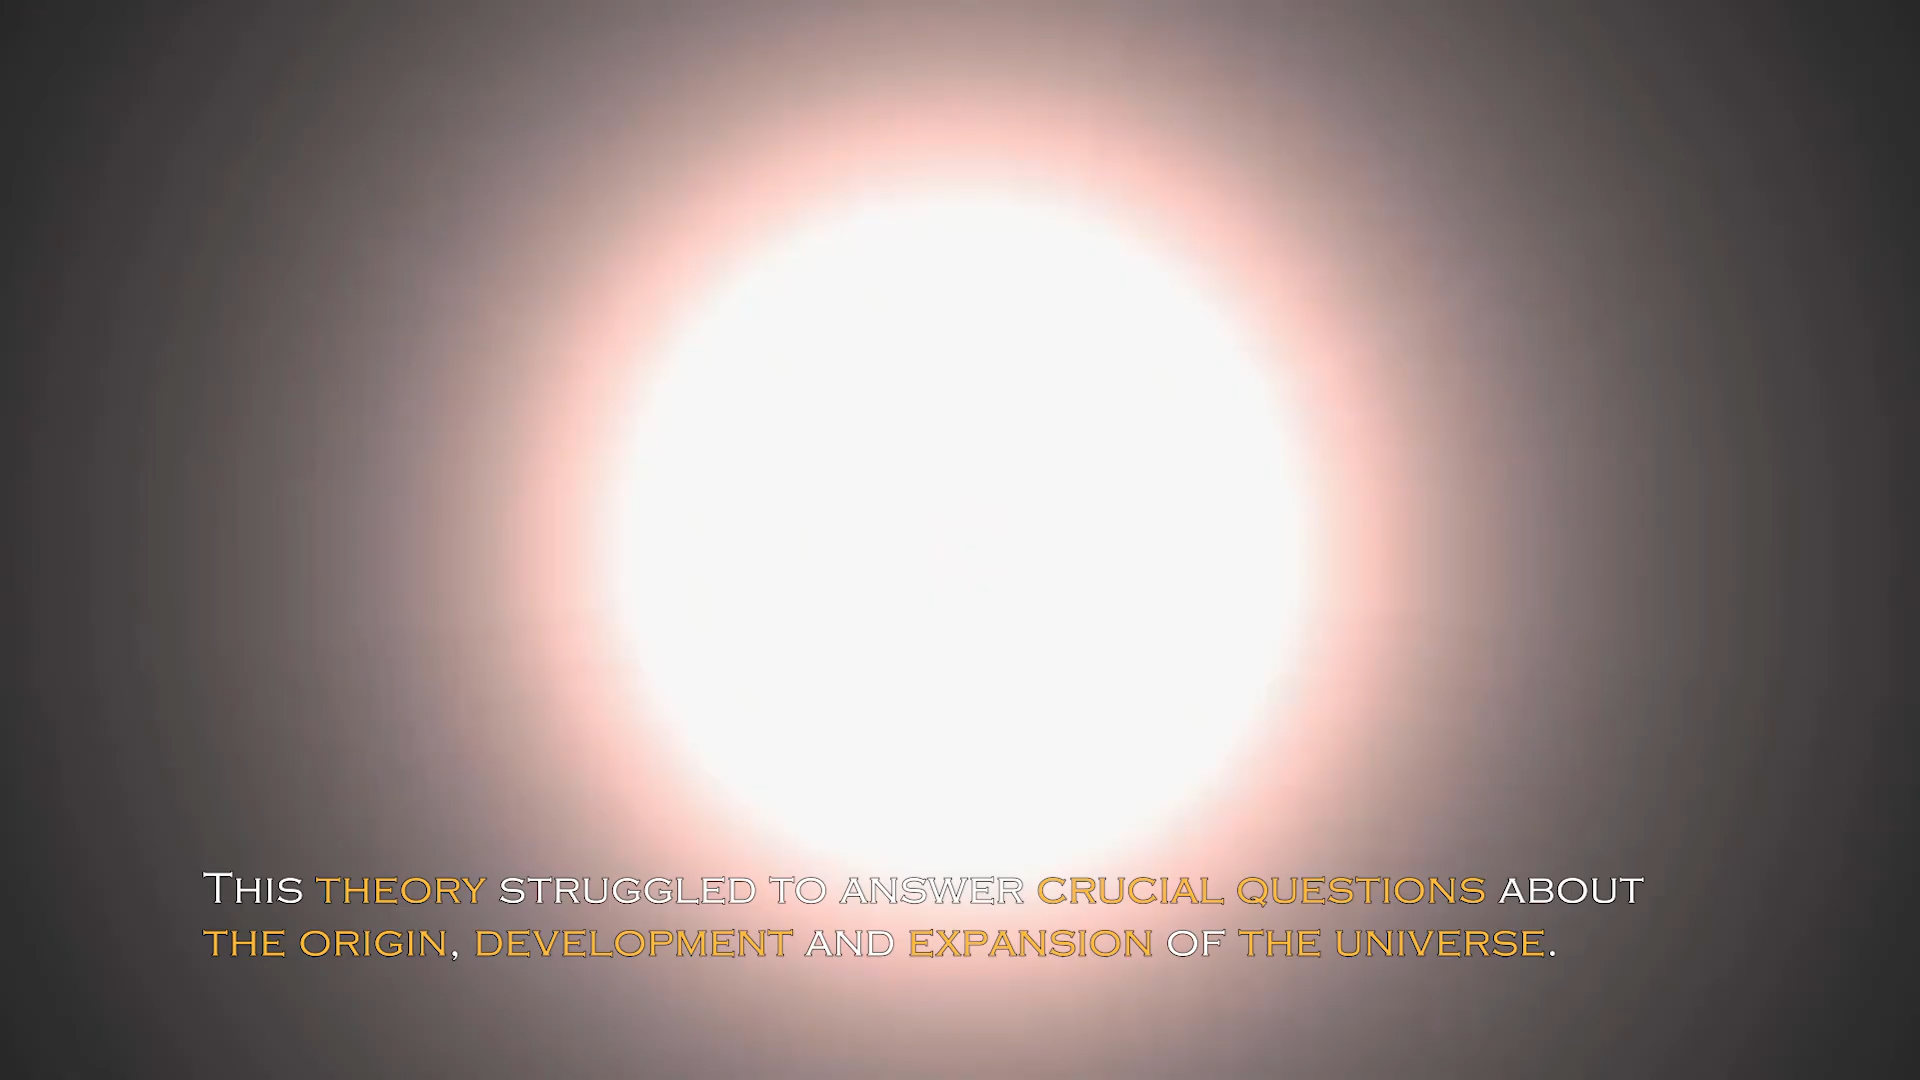 This theory struggled to answer crucial questions about
the origin, development and expansion of the universe.